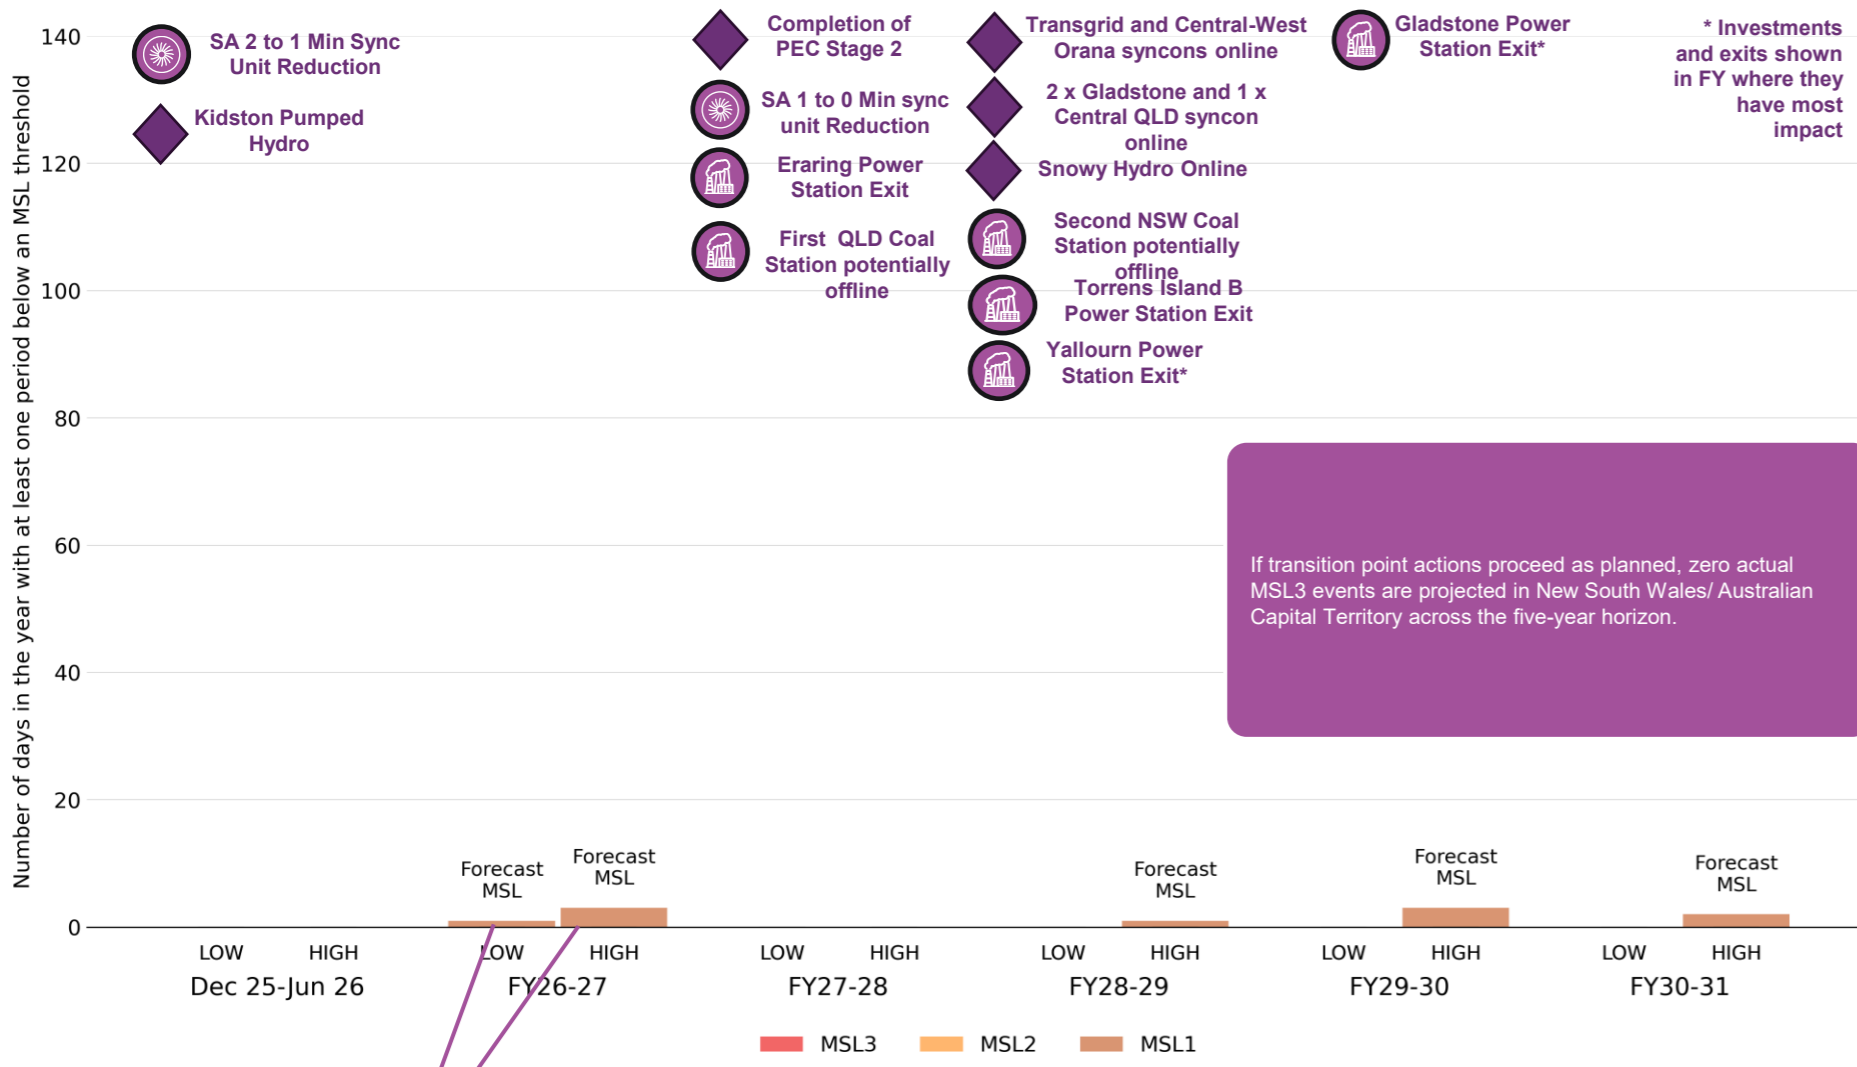 Number of days in the year with at least one period below an MSL threshold
140
120
100
80
60
40
20
0
SA 2 to 1 Min Sync
Unit Reduction
Kidston Pumped
Hydro
Completion of
PEC Stage 2
SA 1 to 0 Min sync
unit Reduction
Eraring Power
Station Exit
First QLD Coal
Station potentially
offline
Transgrid and Central-West
Orana syncons online
2 x Gladstone and 1 x
Central QLD syncon
online
Snowy Hydro Online
Second NSW Coal
Station potentially
offline
Torrens Island B
Power Station Exit
Yallourn Power
Station Exit*
Gladstone Power
Station Exit*
* Investments
and exits shown
in FY where they
have most
impact
If transition point actions proceed as planned, zero actual
MSL3 events are projected in New South Wales/ Australian
Capital Territory across the five-year horizon.
Forecast
MSL
Forecast
MSL
Forecast
MSL
Forecast
MSL
Forecast
MSL
LOW HIGH LOW HIGH LOW HIGH LOW HIGH LOW HIGH LOW HIGH
Dec 25-Jun 26 FY26-27 FY27-28 FY28-29 FY29-30 FY30-31
MSL3 MSL2 MSL1